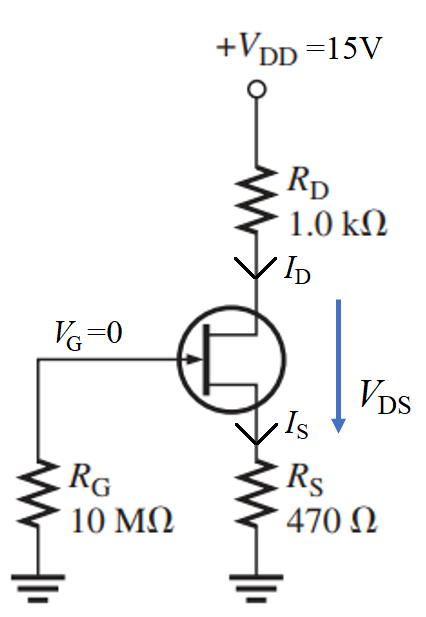 +VDD =15V
RD
1.0 kΩ
ID
VG=0
VDS
IS
RG
10 MΩ
RS
470 Ω